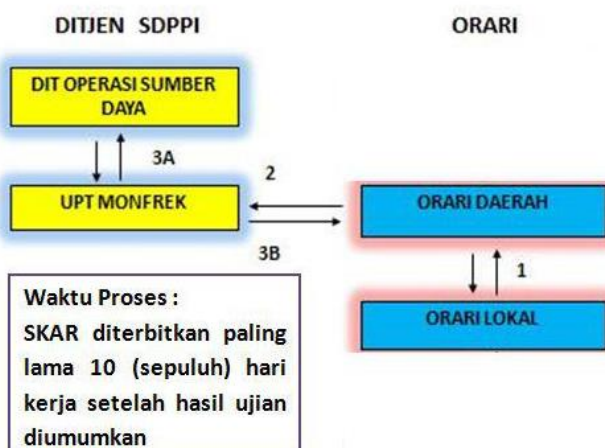 DITJEN SDPPI
ORARI
DIT OPERASI SUMBER
DAYA
3A
2
UPT MONFREK
ORARI DAERAH
3B
1
ORARI LOKAL
Waktu Proses :
SKAR diterbitkan paling
lama 10 (sepuluh) hari
kerja setelah hasil ujian
diumumkan